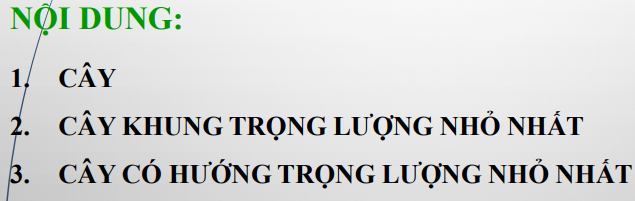 NỘI DUNG:
1. CÂY
2. CÂY KHUNG TRỌNG LƯỢNG NHỎ NHẤT
3. CÂY CÓ HƯỚNG TRỌNG LƯỢNG NHỎ NHẤT